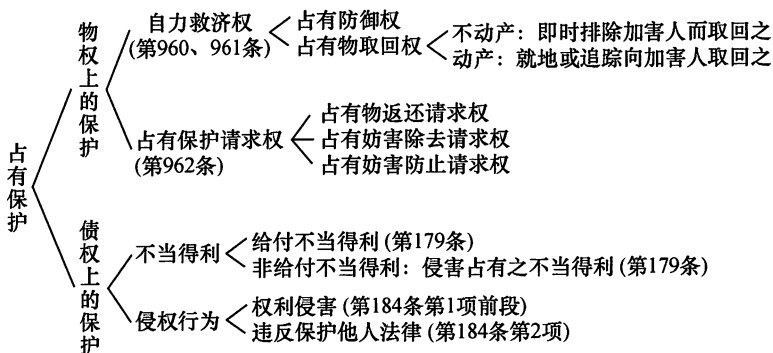 占有保护
物权上的保护
自力救济权
(第960、961条)
占有防御权
占有物取回权
不动产：即时排除加害人而取回之
动产：就地或追踪向加害人取回之
占有保护请求权
(第962条)
占有物返还请求权
占有妨害除去请求权
占有妨害防止请求权
债权上的保护
不当得利
给付不当得利 (第179条)
非给付不当得利：侵害占有之不当得利 (第179条)
侵权行为
权利侵害 (第184条第1项前段)
违反保护他人法律 (第184条第2项)